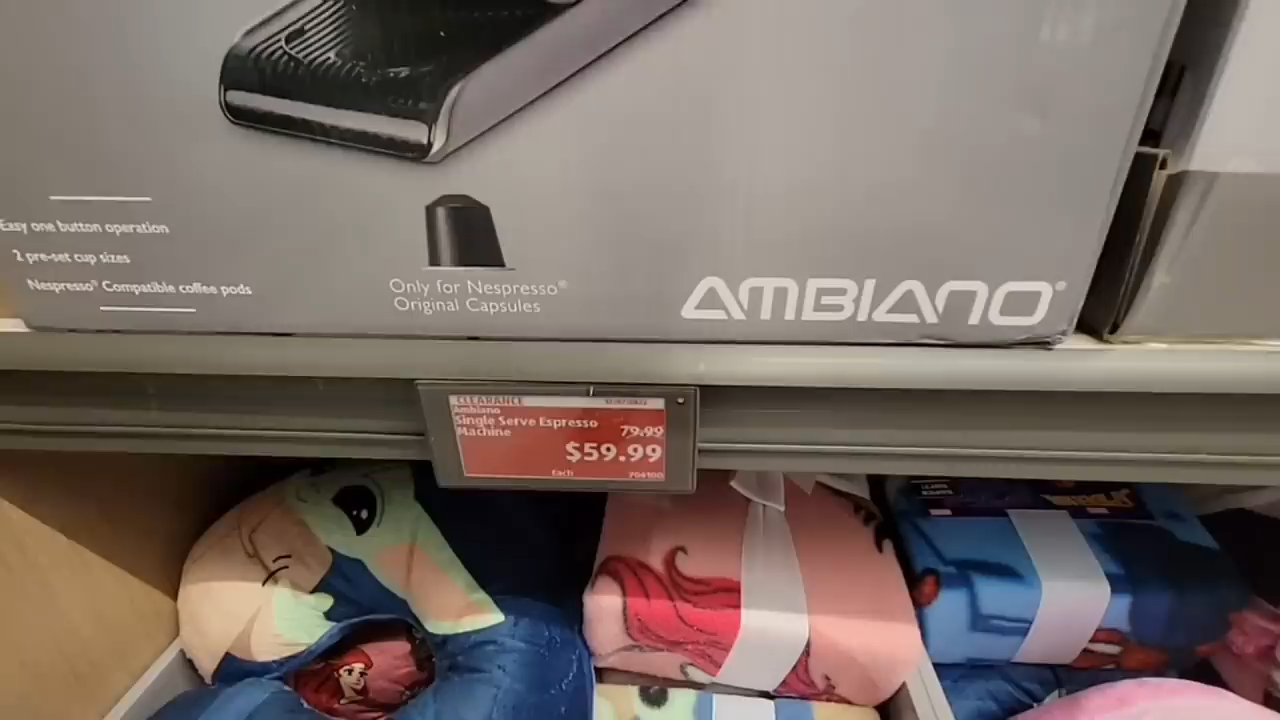 Easy one button operation
2 pre-set cup sizes
Nespresso® Compatible coffee pods
Only for Nespresso®
Original Capsules
AMBIANO®
CLEARANCE
Ambiano
Single Serve Espresso
Machine
79.99
$59.99
Each
704100